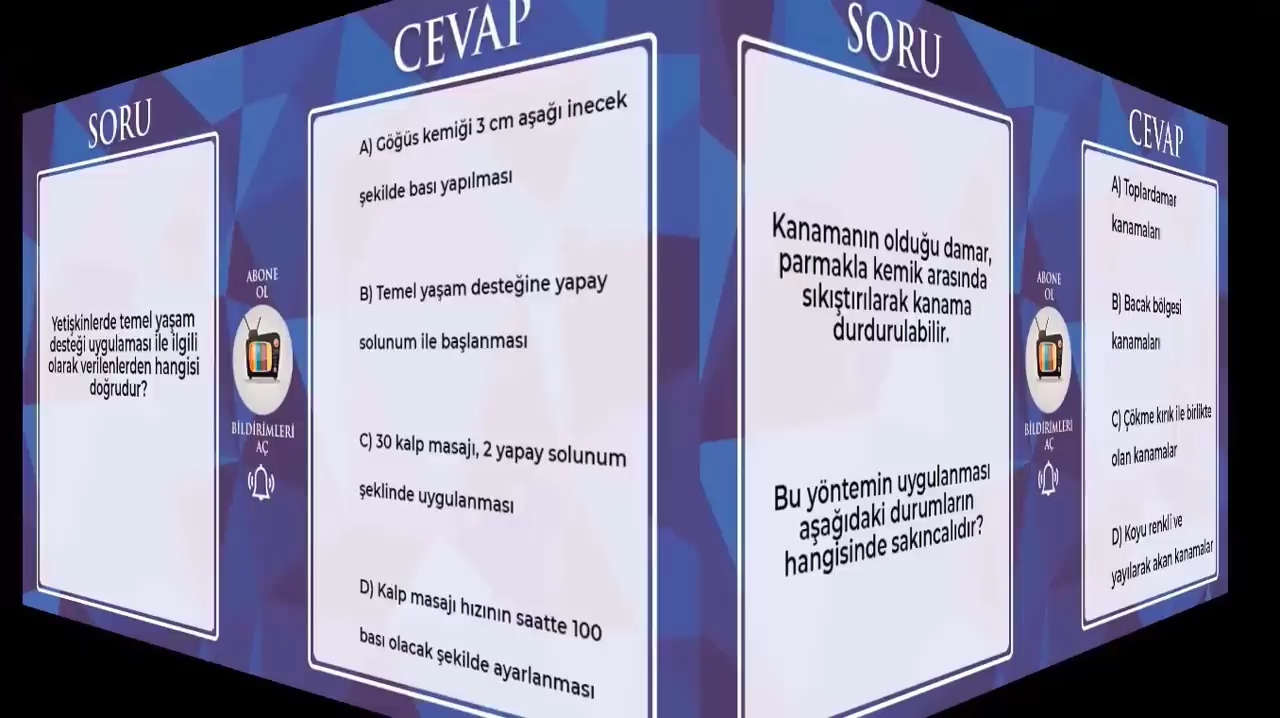 SORU
Yetişkinlerde temel yaşam
desteği uygulaması ile ilgili
olarak verilenlerden hangisi
doğrudur?
ABONE
OL
BİLDİRİMLERİ
AÇ
CEVAP
A) Göğüs kemiği 3 cm aşağı inecek
şekilde bası yapılması
B) Temel yaşam desteğine yapay
solunum ile başlanması
C) 30 kalp masajı, 2 yapay solunum
şeklinde uygulanması
D) Kalp masajı hızının saatte 100
bası olacak şekilde ayarlanması
SORU
Kanamanın olduğu damar,
parmakla kemik arasında
sıkıştırılarak kanama
durdurulabilir.
Bu yöntemin uygulanması
aşağıdaki durumların
hangisinde sakıncalıdır?
ABONE
OL
BİLDİRİMLERİ
AÇ
CEVAP
A) Toplardamar
kanamaları
B) Bacak bölgesi
kanamaları
C) Çökme kırık ile birlikte
olan kanamalar
D) Koyu renkli ve
yayılarak akan kanamalar